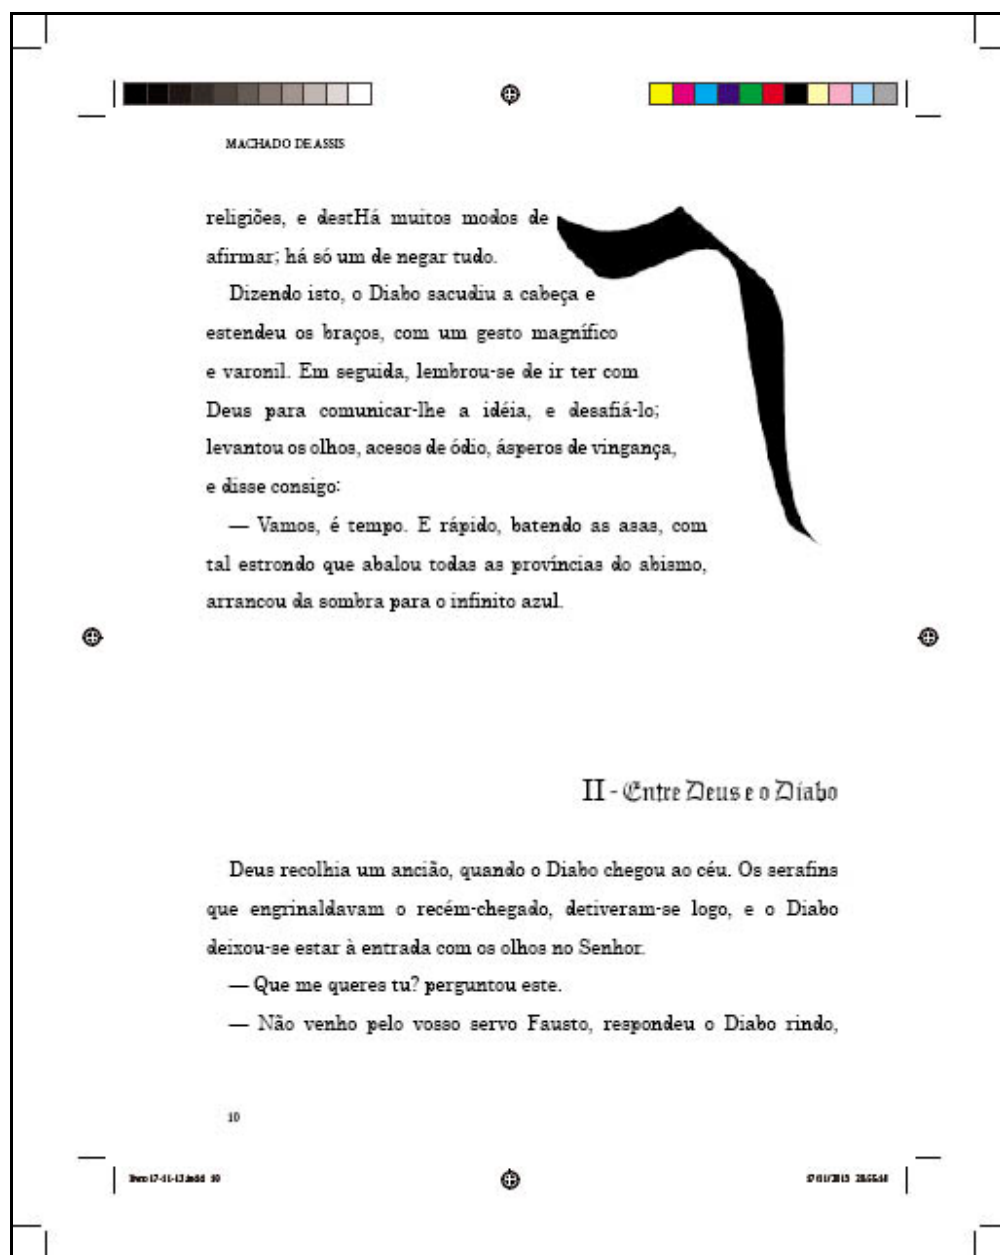 MACHADO DE ASSIS
religiões, e destHá muitos modos de
afirmar; há só um de negar tudo.
Dizendo isto, o Diabo sacudiu a cabeça e
estendeu os braços, com um gesto magnífico
e varonil. Em seguida, lembrou-se de ir ter com
Deus para comunicar-lhe a idéia, e desafiá-lo;
levantou os olhos, acesos de ódio, ásperos de vingança,
e disse consigo:
— Vamos, é tempo. E rápido, batendo as asas, com
tal estrondo que abalou todas as províncias do abismo,
arrancou da sombra para o infinito azul.
II - Entre Deus e o Diabo
Deus recolhia um ancião, quando o Diabo chegou ao céu. Os serafins
que engrinaldavam o recém-chegado, detiveram-se logo, e o Diabo
deixou-se estar à entrada com os olhos no Senhor.
— Que me queres tu? perguntou este.
— Não venho pelo vosso servo Fausto, respondeu o Diabo rindo,
10